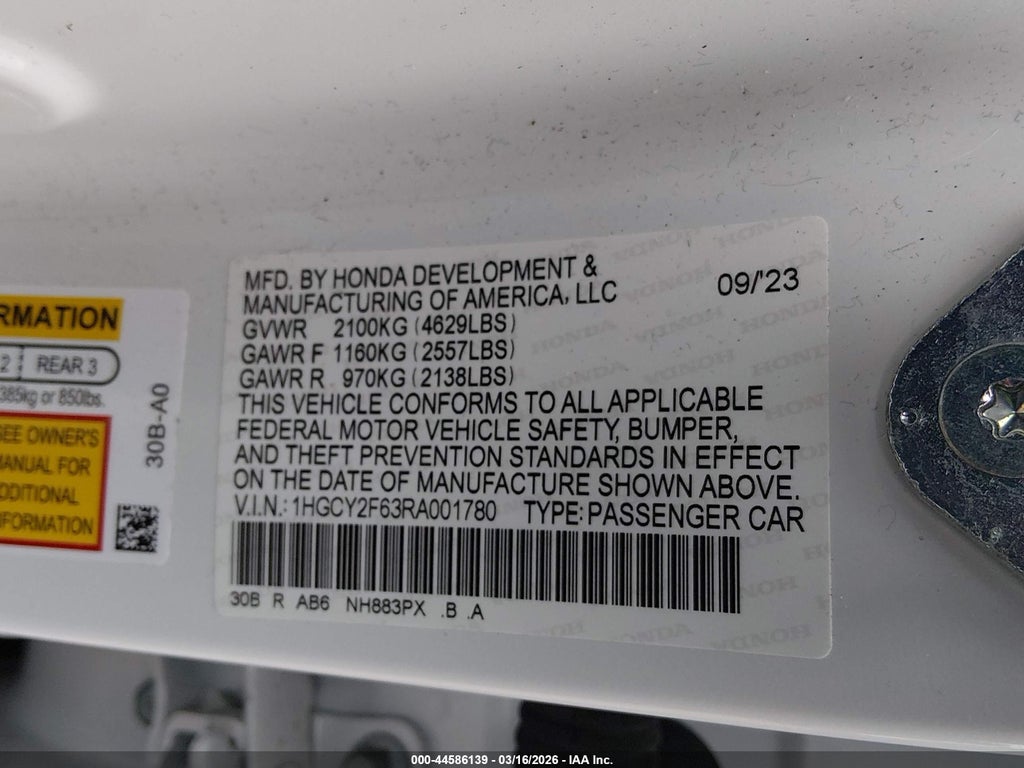 RMATION
2 REAR 3
385kg or 850lbs.
SEE OWNER'S
MANUAL FOR
ADDITIONAL
INFORMATION
30B-A0
MFD. BY HONDA DEVELOPMENT &
MANUFACTURING OF AMERICA, LLC
09/'23
GVWR 2100KG (4629LBS)
GAWR F 1160KG (2557LBS)
GAWR R 970KG (2138LBS)
THIS VEHICLE CONFORMS TO ALL APPLICABLE
FEDERAL MOTOR VEHICLE SAFETY, BUMPER,
AND THEFT PREVENTION STANDARDS IN EFFECT
ON THE DATE OF MANUFACTURE SHOWN ABOVE.
V.I.N.: 1HGCY2F63RA001780 TYPE: PASSENGER CAR
30B R AB6 NH883PX .B .A
000-44586139 - 03/16/2026 - IAA Inc.